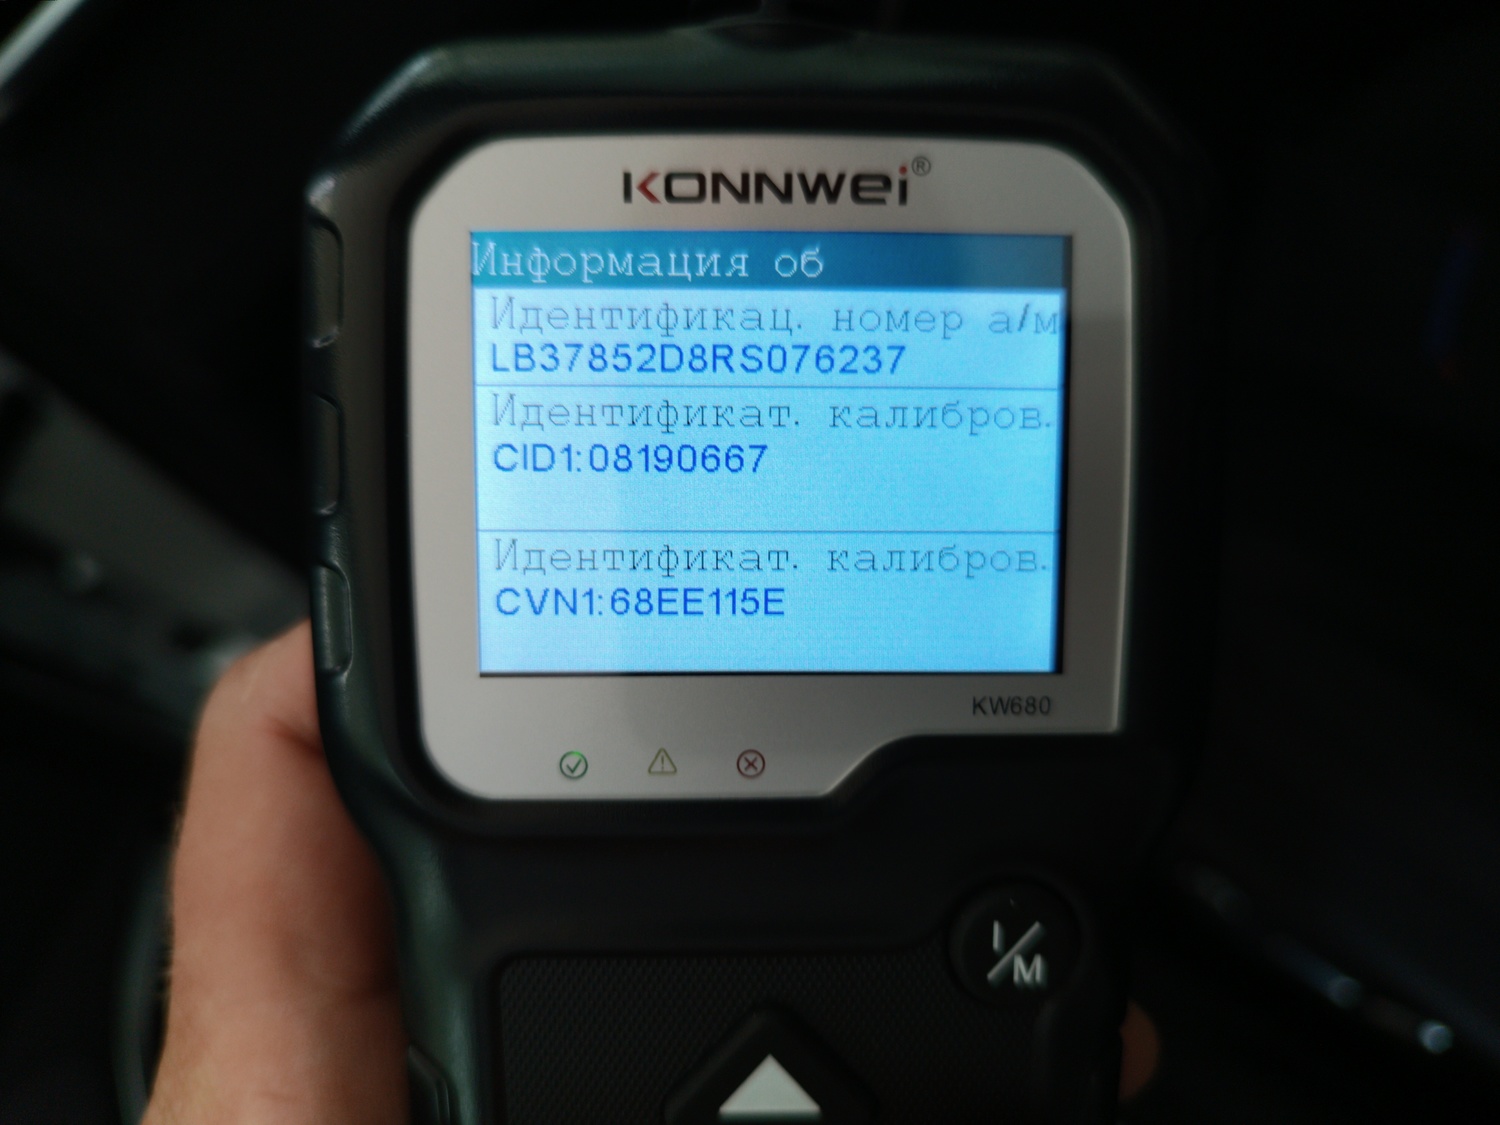 KONNWEI®
Информация об
Идентификац. номер а/м
LB37852D8RS076237
Идентификат. калибров.
CID1:08190667
Идентификат. калибров.
CVN1:68EE115E
KW680
I/M